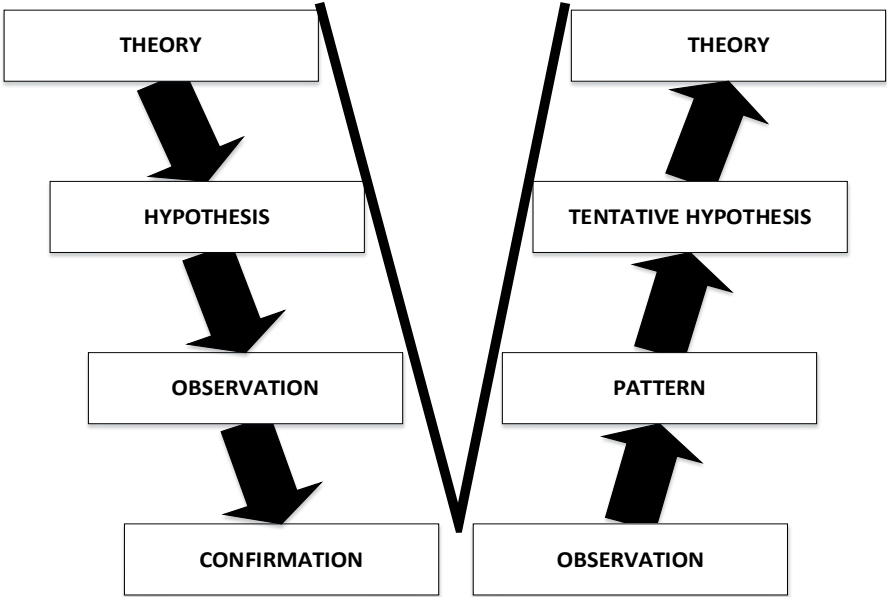 THEORY
HYPOTHESIS
OBSERVATION
CONFIRMATION
THEORY
TENTATIVE HYPOTHESIS
PATTERN
OBSERVATION